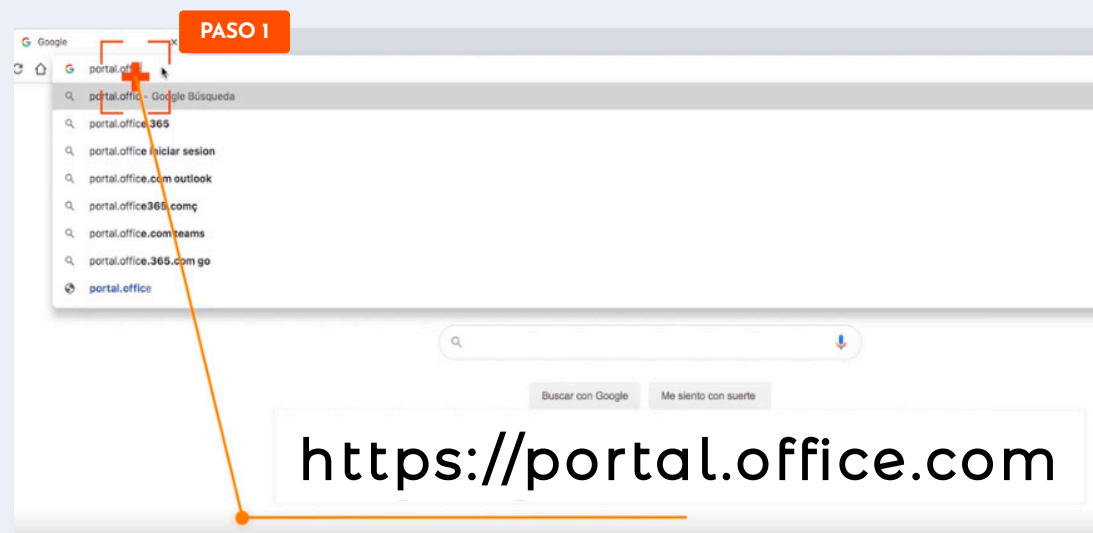 PASO 1
Google
portal.offic
portal.offic - Google Búsqueda
portal.office 365
portal.office iniciar sesion
portal.office.com outlook
portal.office365.comç
portal.office.com teams
portal.office.365.com go
portal.office
Buscar con Google Me siento con suerte
https://portal.office.com